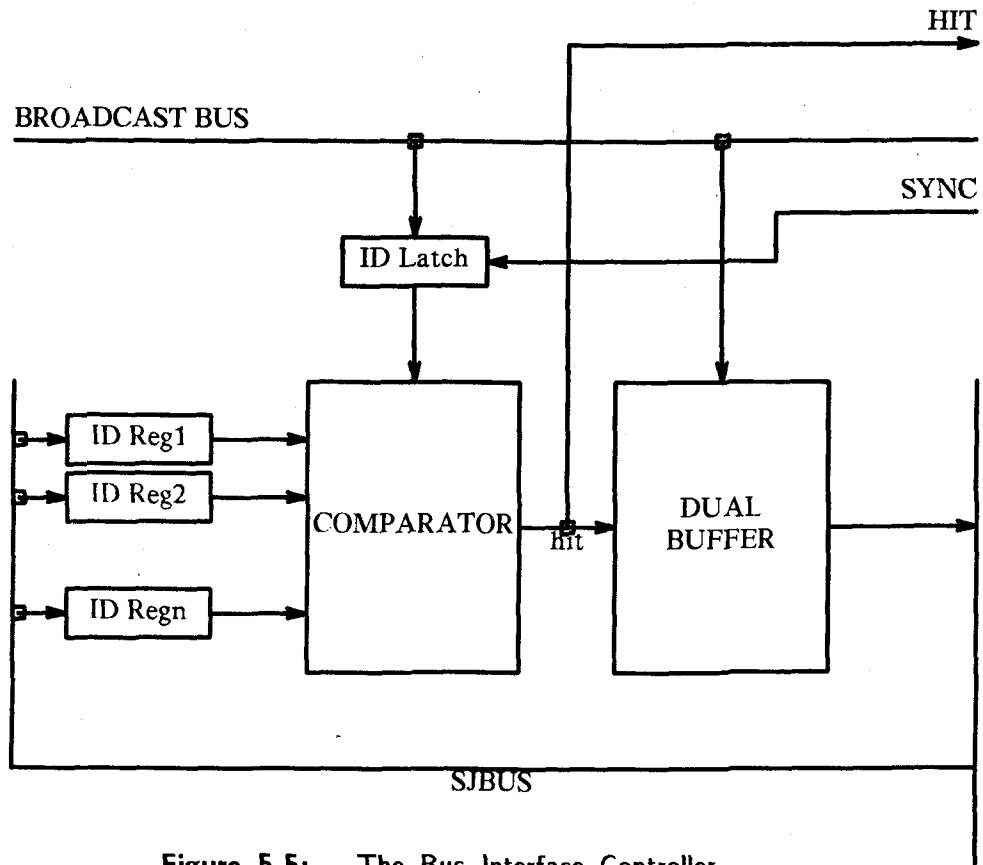 HIT
BROADCAST BUS
SYNC
ID Latch
ID Reg1
ID Reg2
COMPARATOR
hit
DUAL
BUFFER
ID Regn
SJBUS
Figure 5.5: The Bus Interface Controller